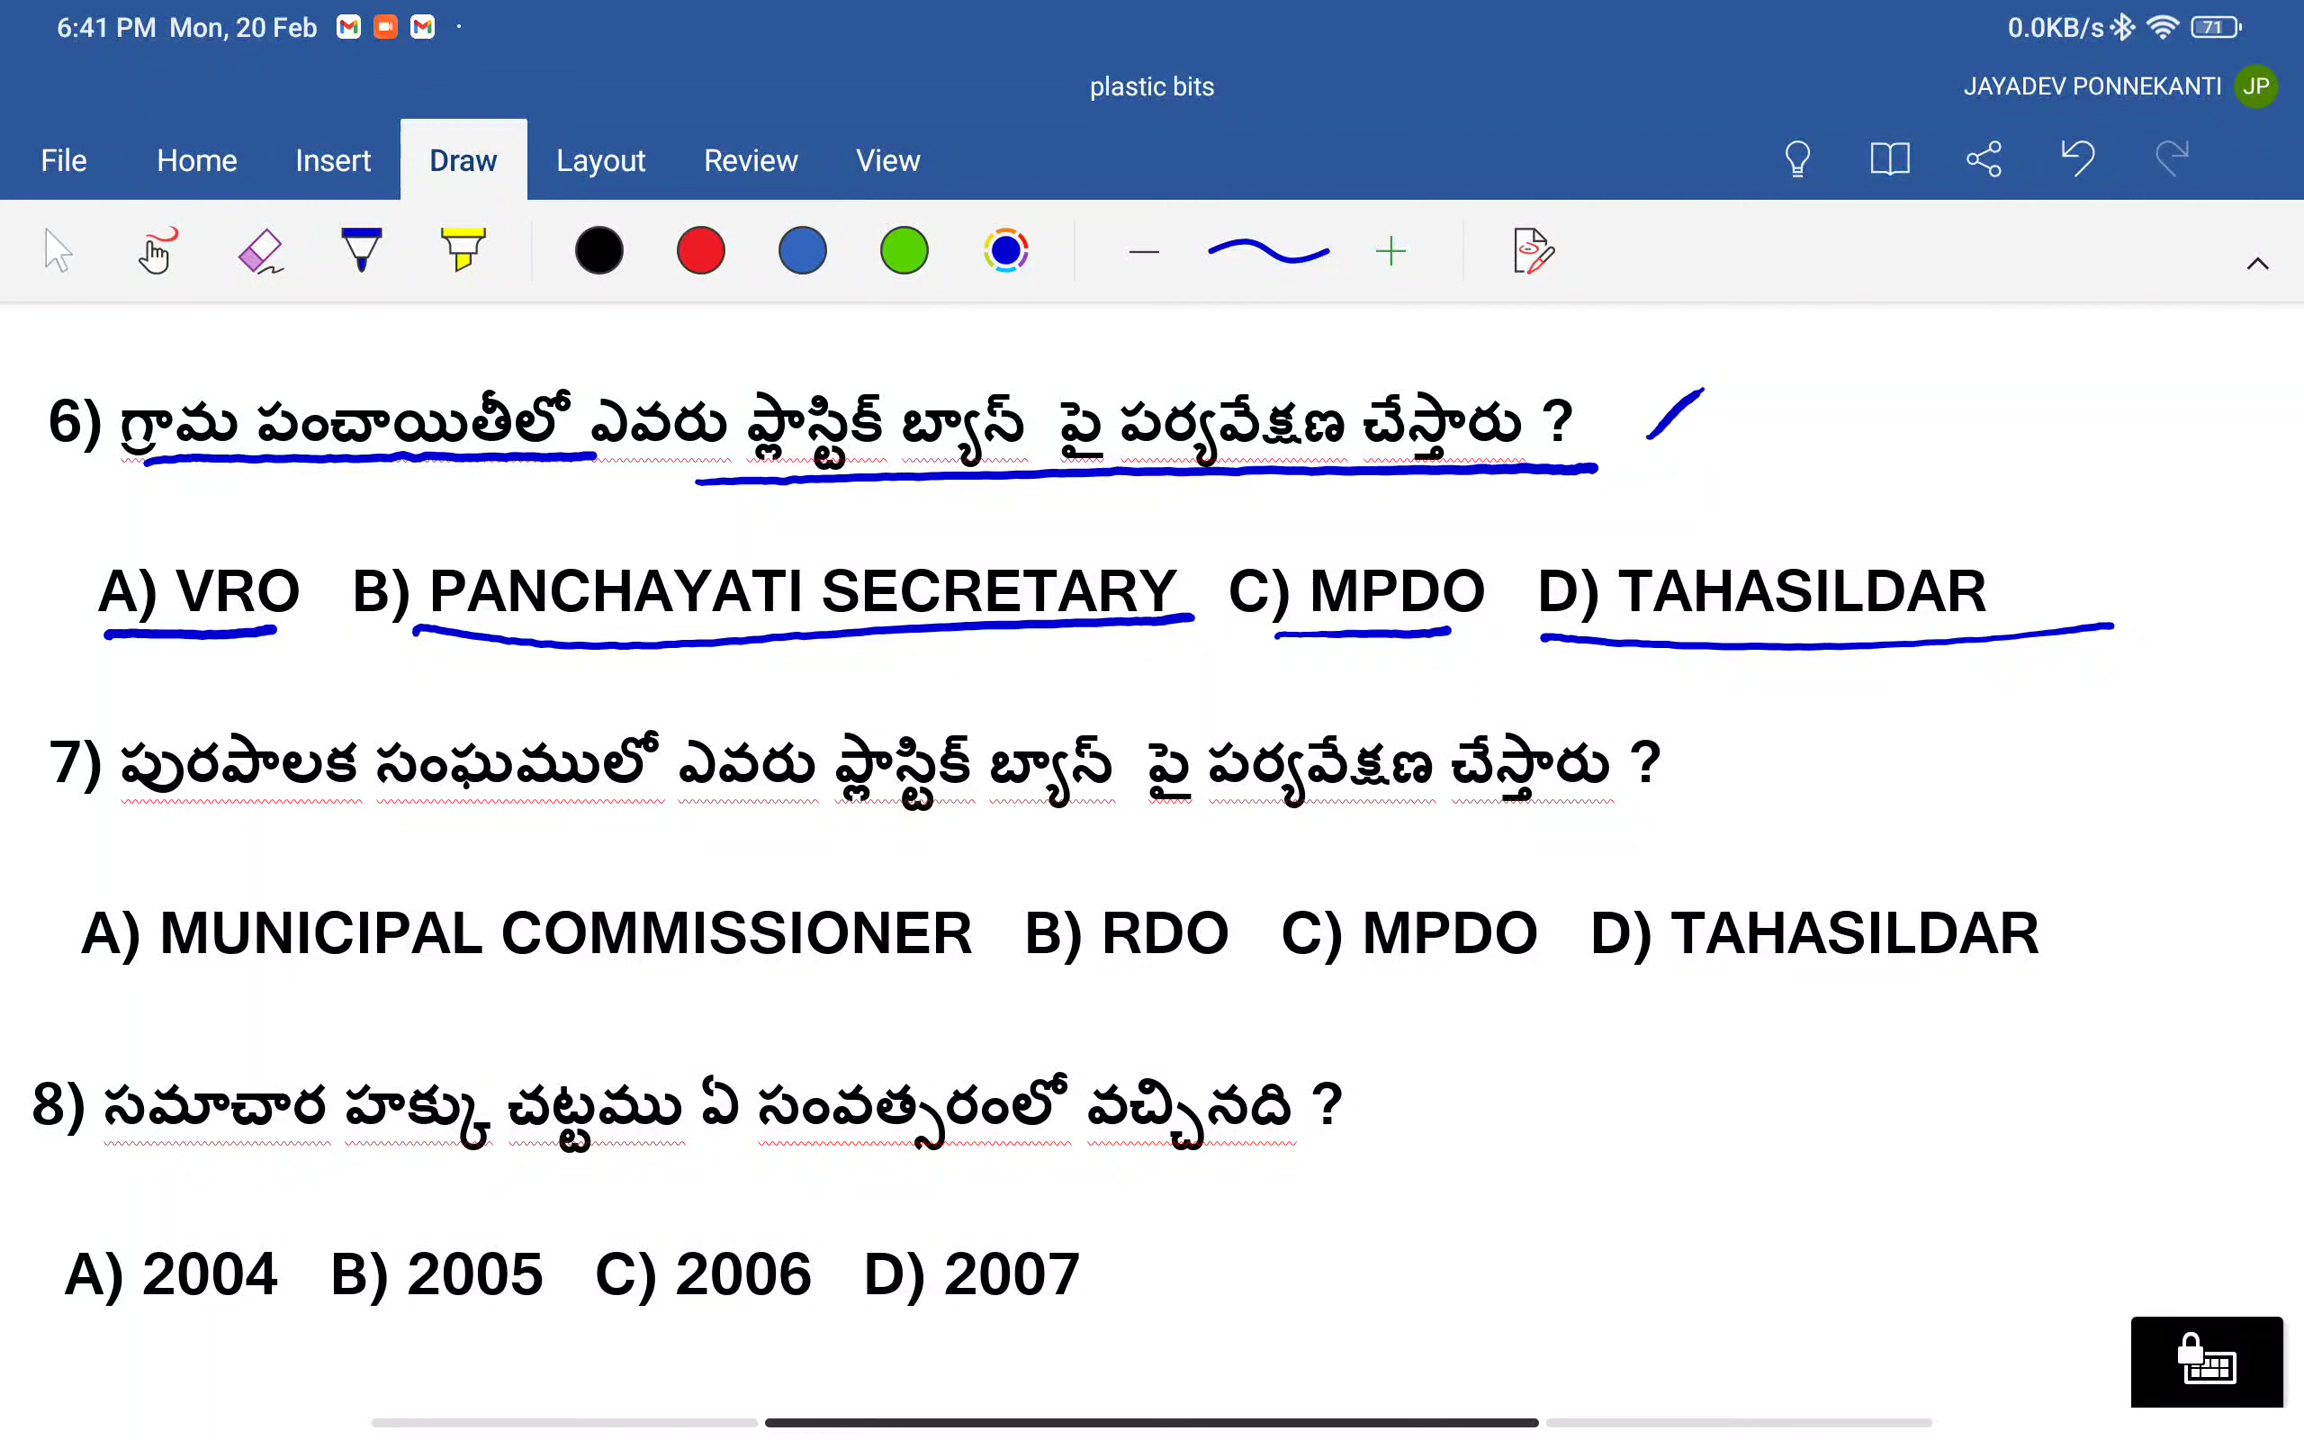 6:41 PM Mon, 20 Feb
0.0KB/s 71
plastic bits
JAYADEV PONNEKANTI JP
File Home Insert Draw Layout Review View
6) గ్రామ పంచాయితీలో ఎవరు ప్లాస్టిక్ బ్యాన్ పై పర్యవేక్షణ చేస్తారు ?
A) VRO B) PANCHAYATI SECRETARY C) MPDO D) TAHASILDAR
7) పురపాలక సంఘములో ఎవరు ప్లాస్టిక్ బ్యాన్ పై పర్యవేక్షణ చేస్తారు ?
A) MUNICIPAL COMMISSIONER B) RDO C) MPDO D) TAHASILDAR
8) సమాచార హక్కు చట్టము ఏ సంవత్సరంలో వచ్చినది ?
A) 2004 B) 2005 C) 2006 D) 2007